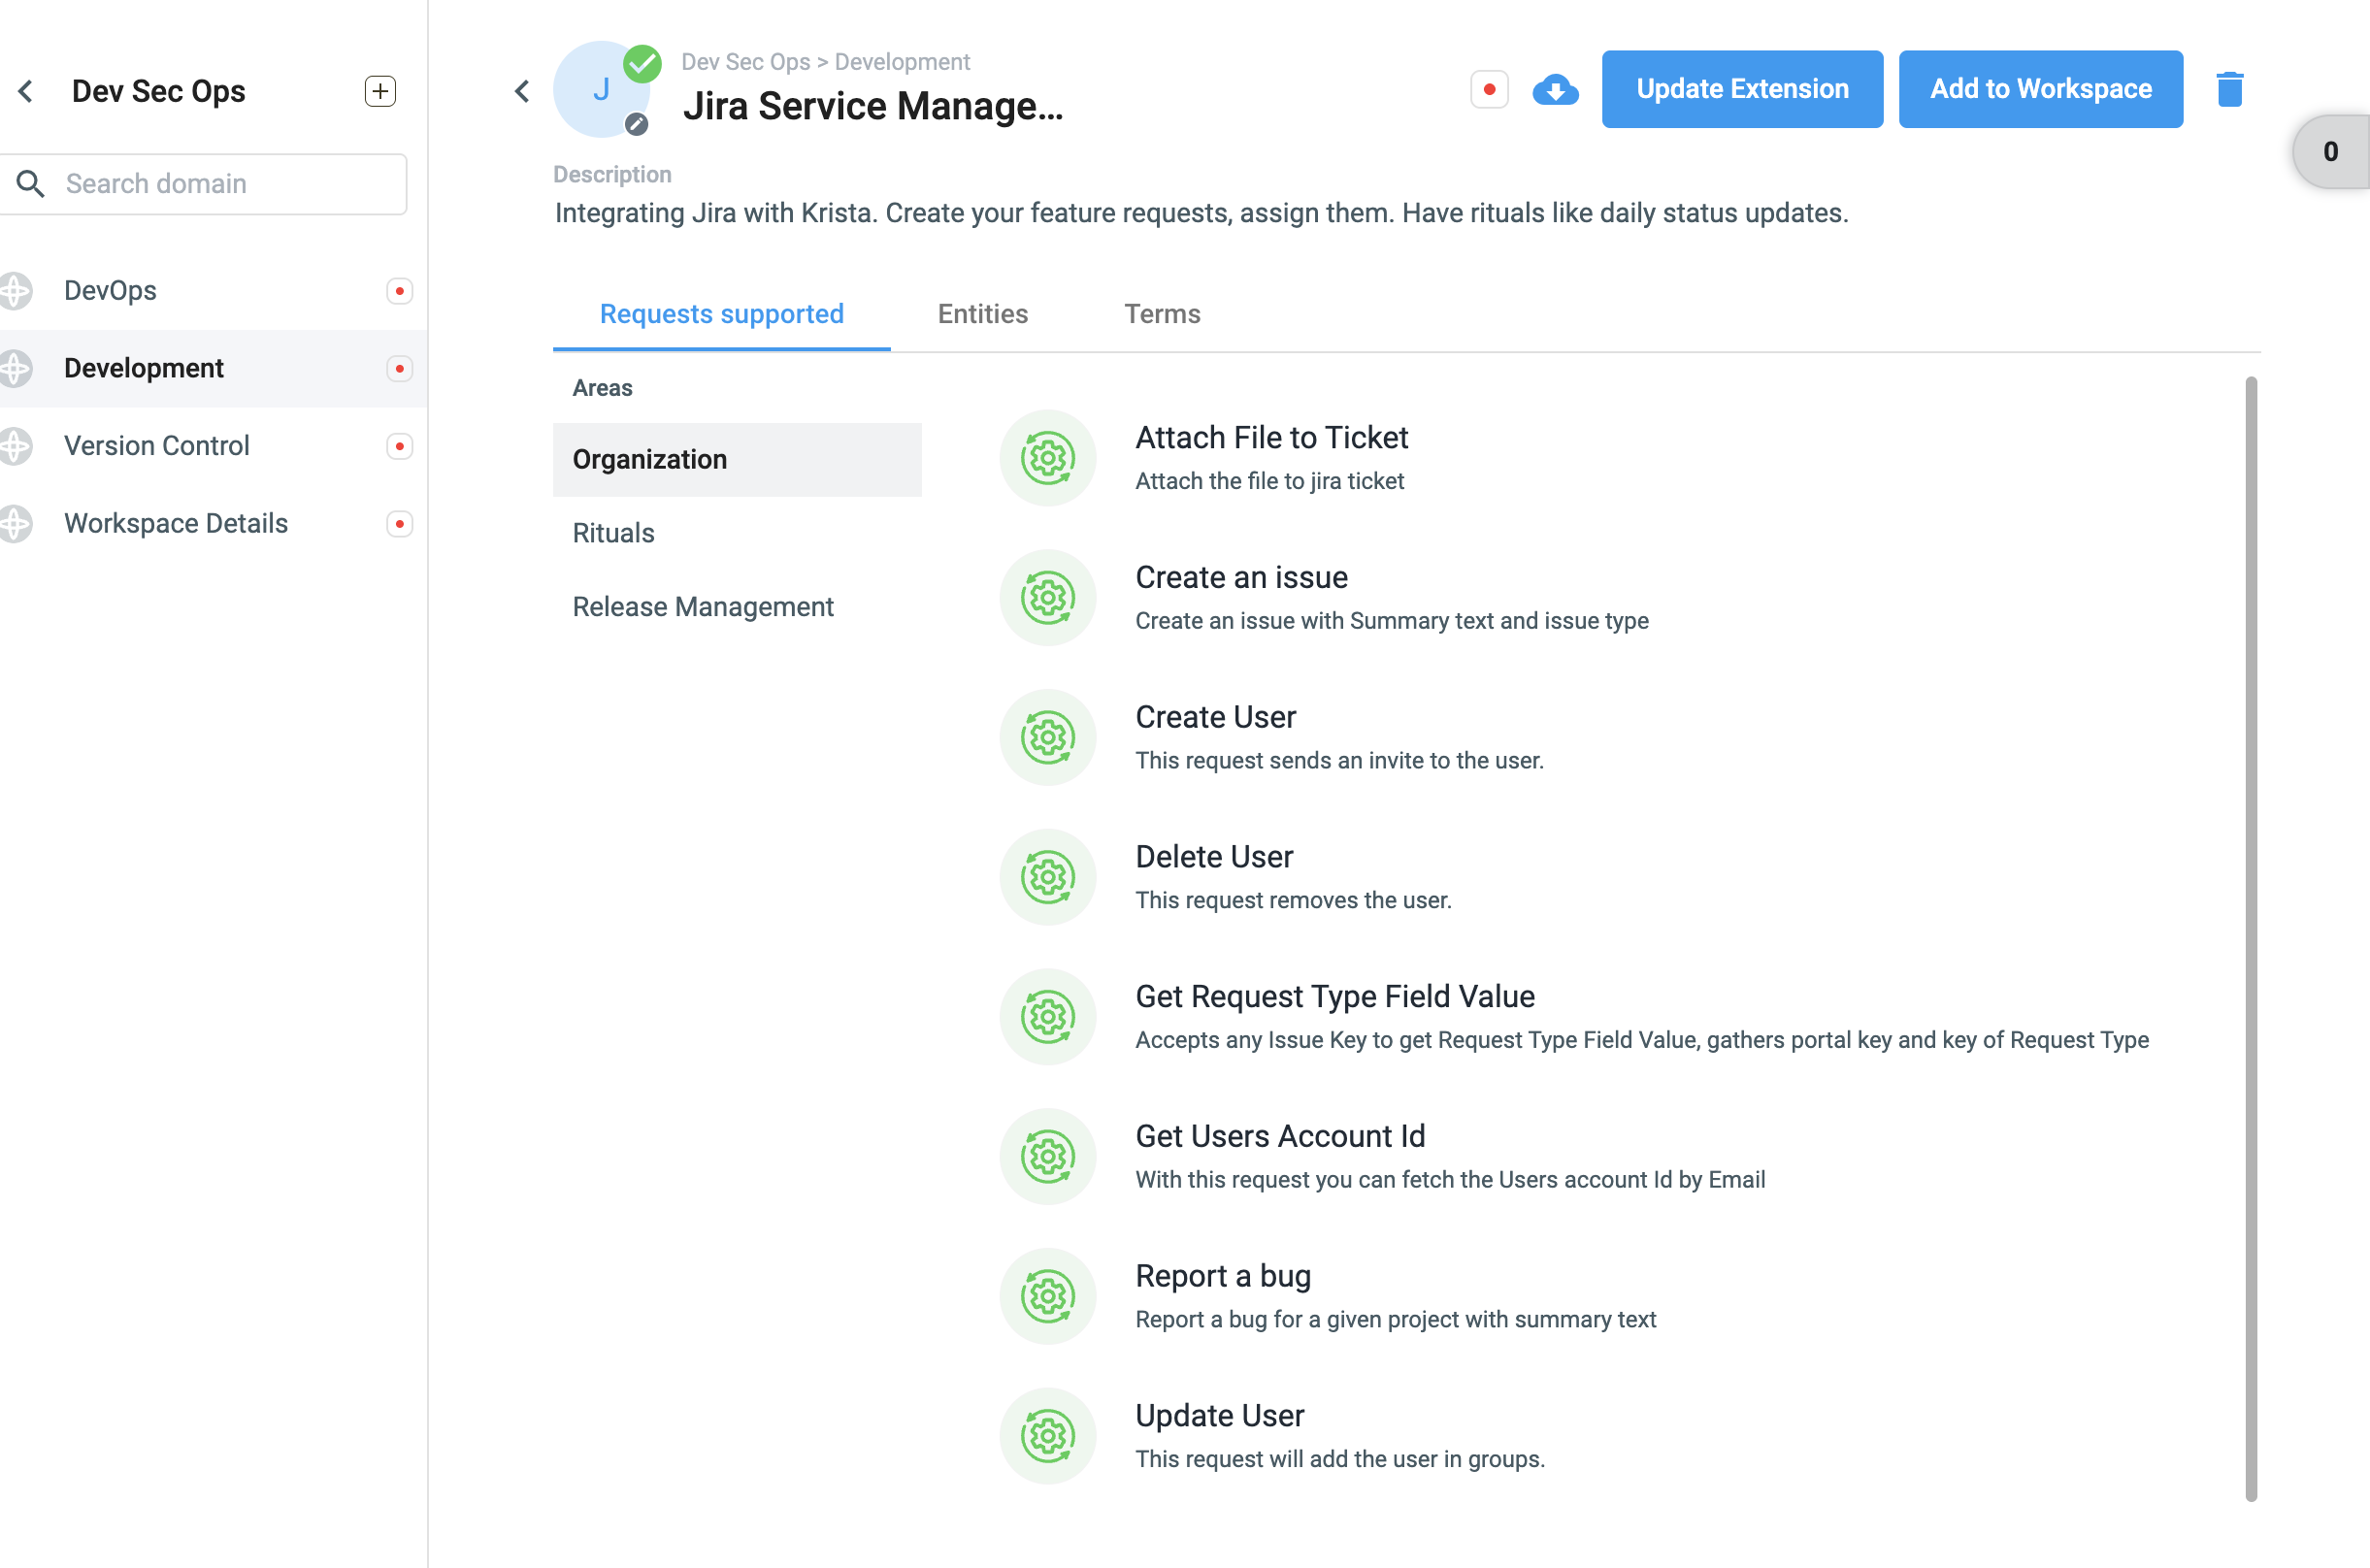 Dev Sec Ops
Search domain
DevOps
Development
Version Control
Workspace Details
J
Dev Sec Ops > Development
Jira Service Manage...
Update Extension
Add to Workspace
0
Description
Integrating Jira with Krista. Create your feature requests, assign them. Have rituals like daily status updates.
Requests supported
Entities
Terms
Areas
Organization
Rituals
Release Management
Attach File to Ticket
Attach the file to jira ticket
Create an issue
Create an issue with Summary text and issue type
Create User
This request sends an invite to the user.
Delete User
This request removes the user.
Get Request Type Field Value
Accepts any Issue Key to get Request Type Field Value, gathers portal key and key of Request Type
Get Users Account Id
With this request you can fetch the Users account Id by Email
Report a bug
Report a bug for a given project with summary text
Update User
This request will add the user in groups.